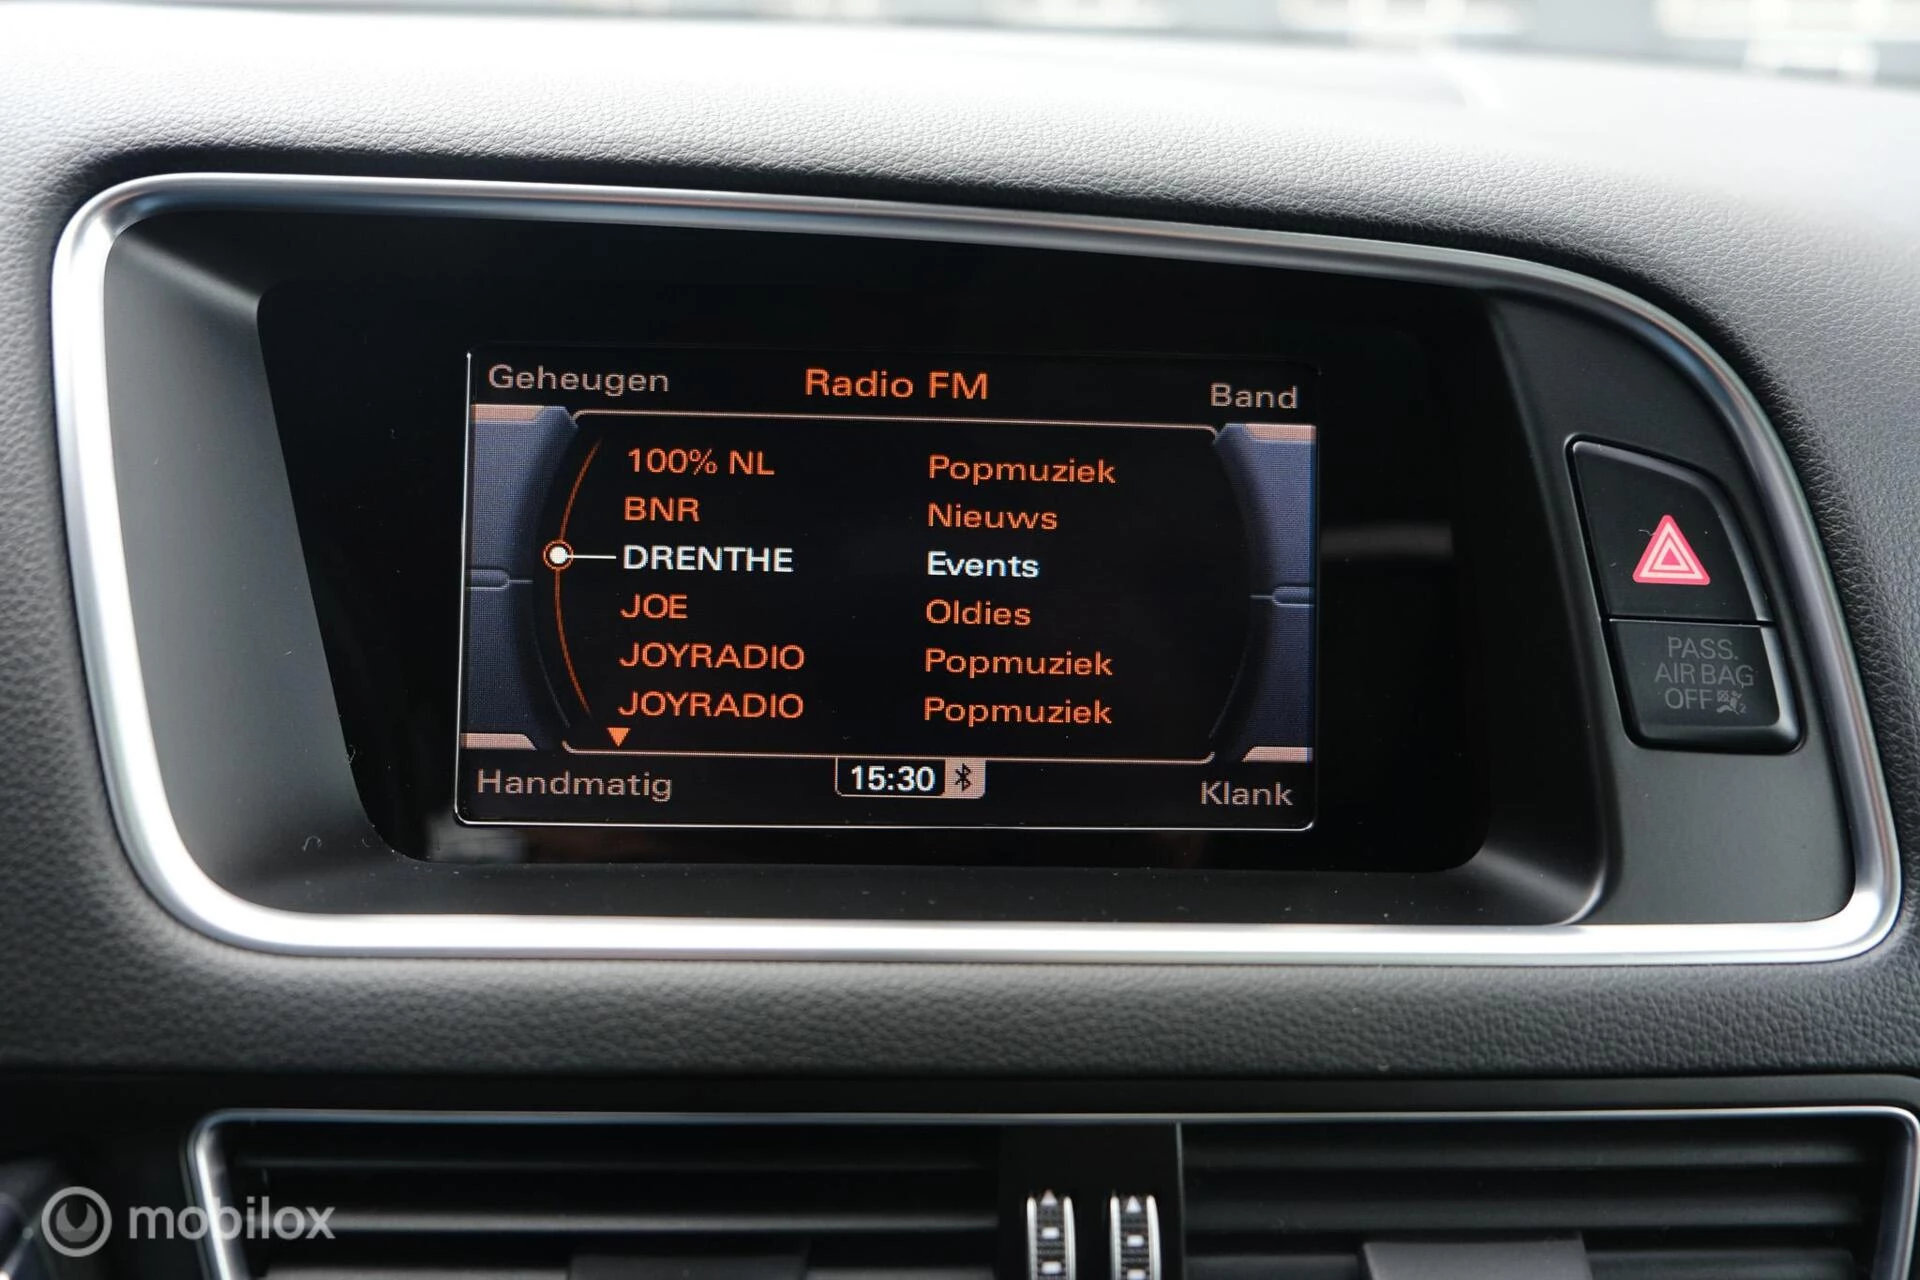 Geheugen Radio FM Band
100% NL Popmuziek
BNR Nieuws
DRENTHE Events
JOE Oldies
JOYRADIO Popmuziek
JOYRADIO Popmuziek
Handmatig 15:30 Klank
PASS.
AIR BAG
OFF 2
mobilox